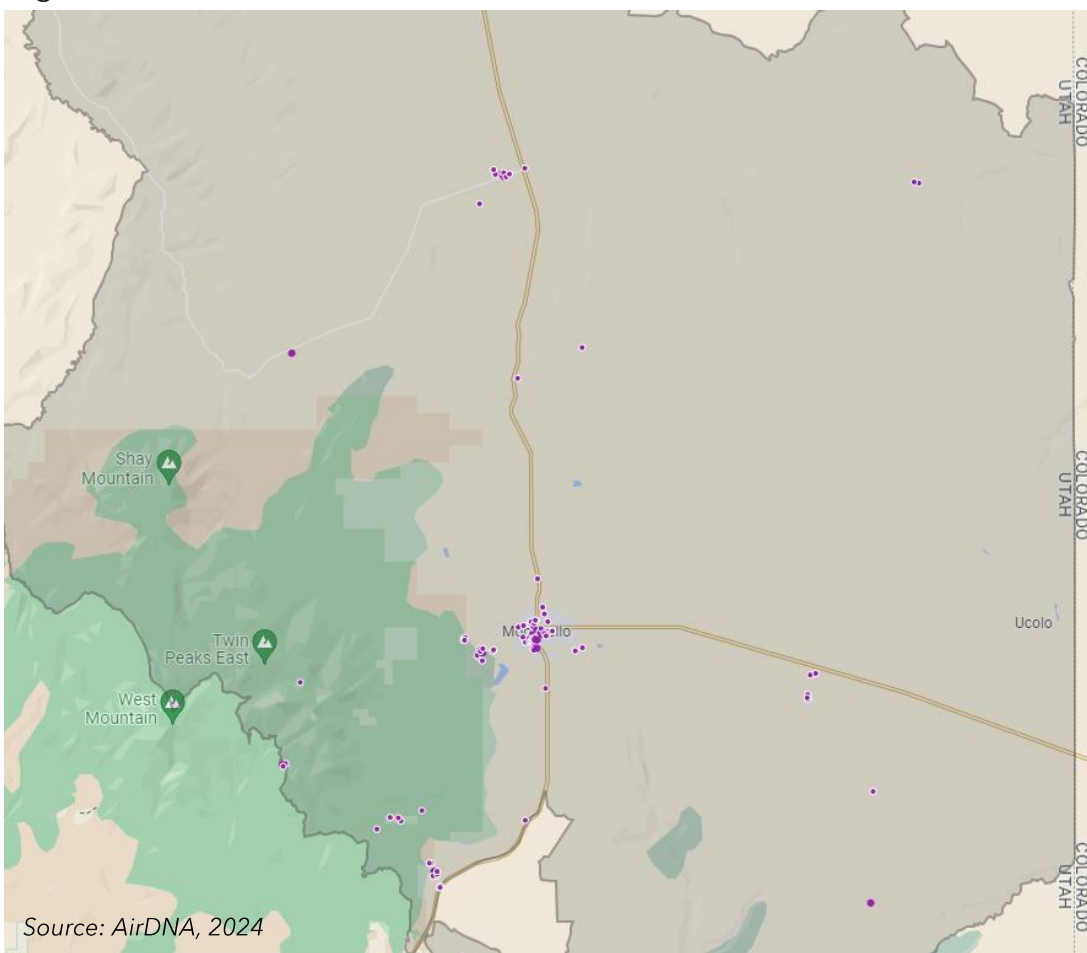 COLORADO
UTAH
Shay
Mountain
COLORADO
UTAH
Twin
Peaks East
Ucolo
West
Mountain
COLORADO
UTAH
Source: AirDNA, 2024